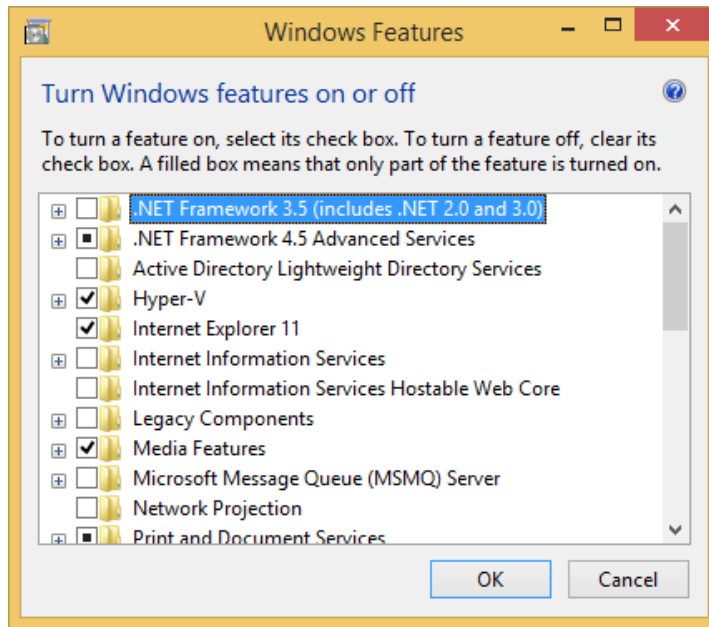 Windows Features
Turn Windows features on or off
To turn a feature on, select its check box. To turn a feature off, clear its
check box. A filled box means that only part of the feature is turned on.
.NET Framework 3.5 (includes .NET 2.0 and 3.0)
.NET Framework 4.5 Advanced Services
Active Directory Lightweight Directory Services
Hyper-V
Internet Explorer 11
Internet Information Services
Internet Information Services Hostable Web Core
Legacy Components
Media Features
Microsoft Message Queue (MSMQ) Server
Network Projection
Print and Document Services
OK
Cancel